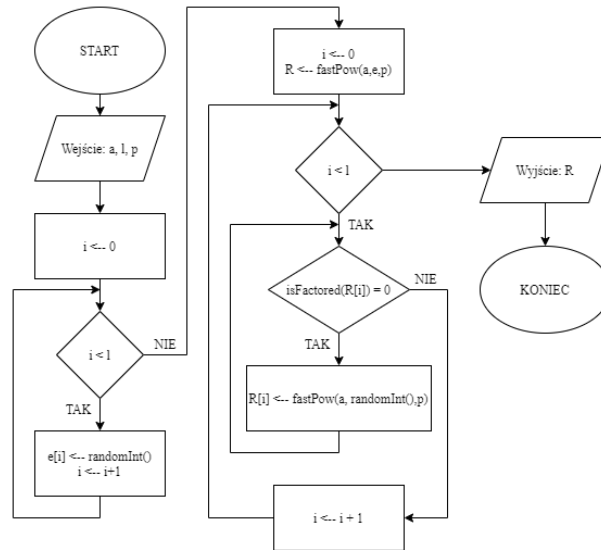 START
Wejście: a, l, p
i <-- 0
i < l
NIE
TAK
e[i] <-- randomInt()
i <-- i+1
i <-- 0
R <-- fastPow(a,e,p)
i < l
TAK
isFactored(R[i]) = 0
NIE
TAK
R[i] <-- fastPow(a, randomInt(),p)
i <-- i + 1
Wyjście: R
KONIEC